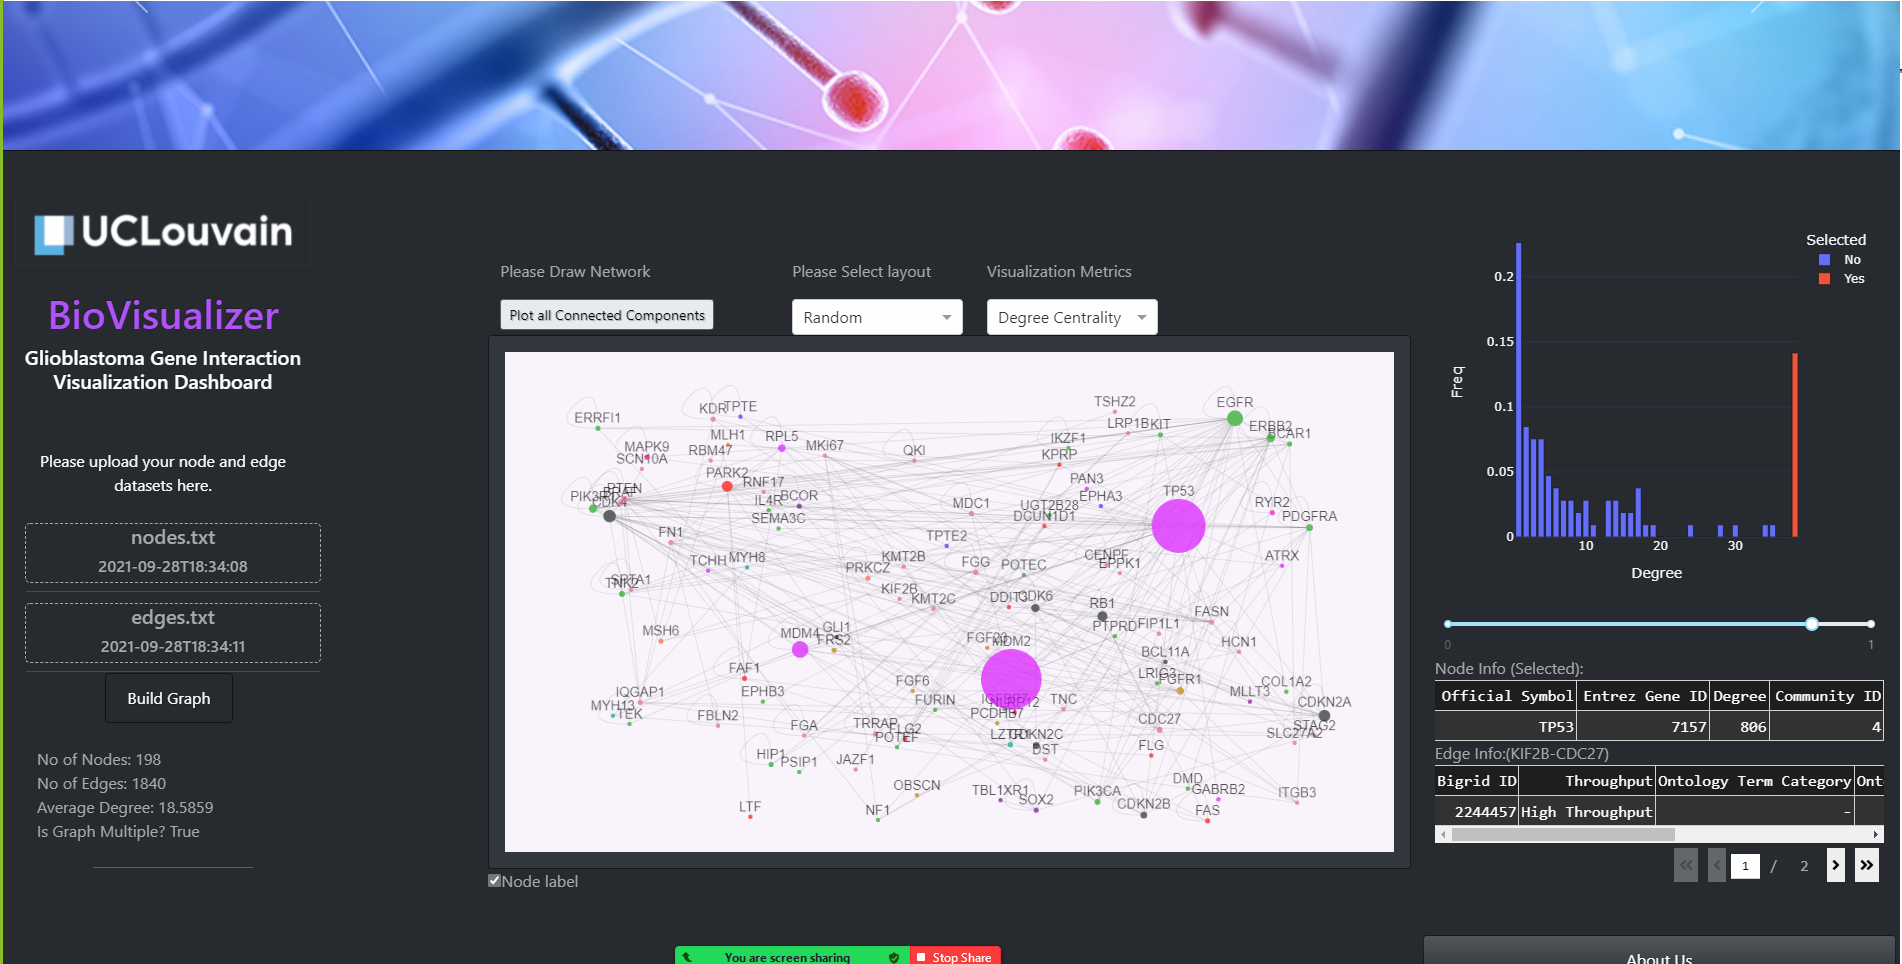 UCLouvain
BioVisualizer
Glioblastoma Gene Interaction
Visualization Dashboard
Please upload your node and edge
datasets here.
nodes.txt
2021-09-28T18:34:08
edges.txt
2021-09-28T18:34:11
Build Graph
No of Nodes: 198
No of Edges: 1840
Average Degree: 18.5859
Is Graph Multiple? True
Please Draw Network
Plot all Connected Components
Please Select layout
Random
Visualization Metrics
Degree Centrality
ERRFI1
KDR
TPTE
TSHZ2
EGFR
MLH1
RPL5
MKI67
LRP1B
KIT
ERBB2
BCAR1
MAPK9
SCN10A
RBM47
QKI
IKZF1
KPRP
PARK2
RNF17
PAN3
TP53
PTEN
CDK4
IL4R
BCOR
EPHA3
SEMA3C
MDC1
UGT2B28
DCUN1D1
RYR2
PDGFRA
FN1
TPTE2
TCHH
MYH8
KMT2B
PRKCZ
FGG
POTEC
CENPF
EPPK1
ATRX
SPTA1
TNK2
KIF2B
KMT2C
DDIT3
CDK6
RB1
FASN
MSH6
MDM4
GLI1
FRS2
MDM2
PTPRD
FIP1L1
HCN1
BCL11A
FAF1
LRIG3
FGFR1
IQGAP1
EPHB3
FGF6
FURIN
TNC
MLLT3
COL1A2
MYH13
TEK
FBLN2
FGA
TRRAP
FLG2
POTEF
PCDHB7
CDC27
CDKN2A
STAG2
SLC27A2
LZTR1
CDKN2C
DST
FLG
HIP1
PSIP1
JAZF1
OBSCN
DMD
GABRB2
ITGB3
TBL1XR1
SOX2
PIK3CA
CDKN2B
LTF
NF1
FAS
Node label
Selected
No
Yes
0.2
0.15
0.1
0.05
0
10
20
30
Freq
Degree
0
1
Node Info (Selected):
Official Symbol Entrez Gene ID Degree Community ID
TP53 7157 806 4
Edge Info:(KIF2B-CDC27)
Bigrid ID Throughput Ontology Term Category Ont
2244457 High Throughput -
1 / 2
You are screen sharing
Stop Share
About Us